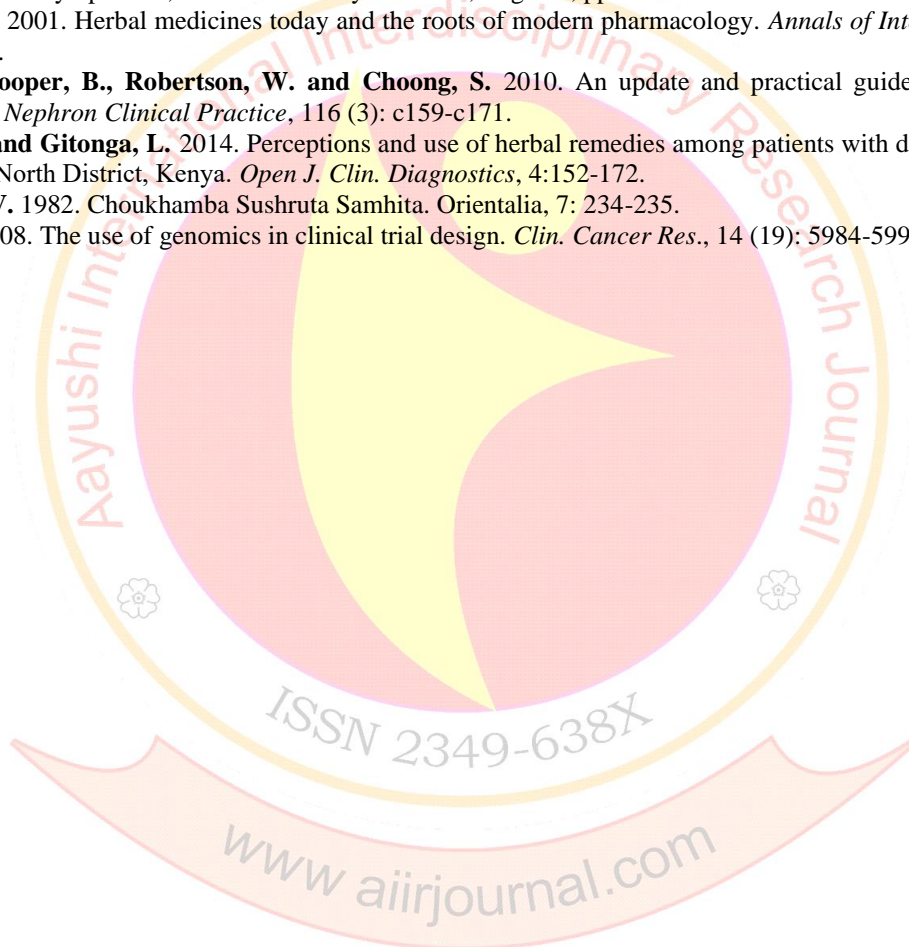 2001. Herbal medicines today and the roots of modern pharmacology. Annals of Int
ooper, B., Robertson, W. and Choong, S. 2010. An update and practical guide
Nephron Clinical Practice, 116 (3): c159-c171.
and Gitonga, L. 2014. Perceptions and use of herbal remedies among patients with d
North District, Kenya. Open J. Clin. Diagnostics, 4:152-172.
V. 1982. Choukhamba Sushruta Samhita. Orientalia, 7: 234-235.
08. The use of genomics in clinical trial design. Clin. Cancer Res., 14 (19): 5984-599
Aayushi International Interdisciplinary Research Journal
ISSN 2349-638X
www aiirjournal.com